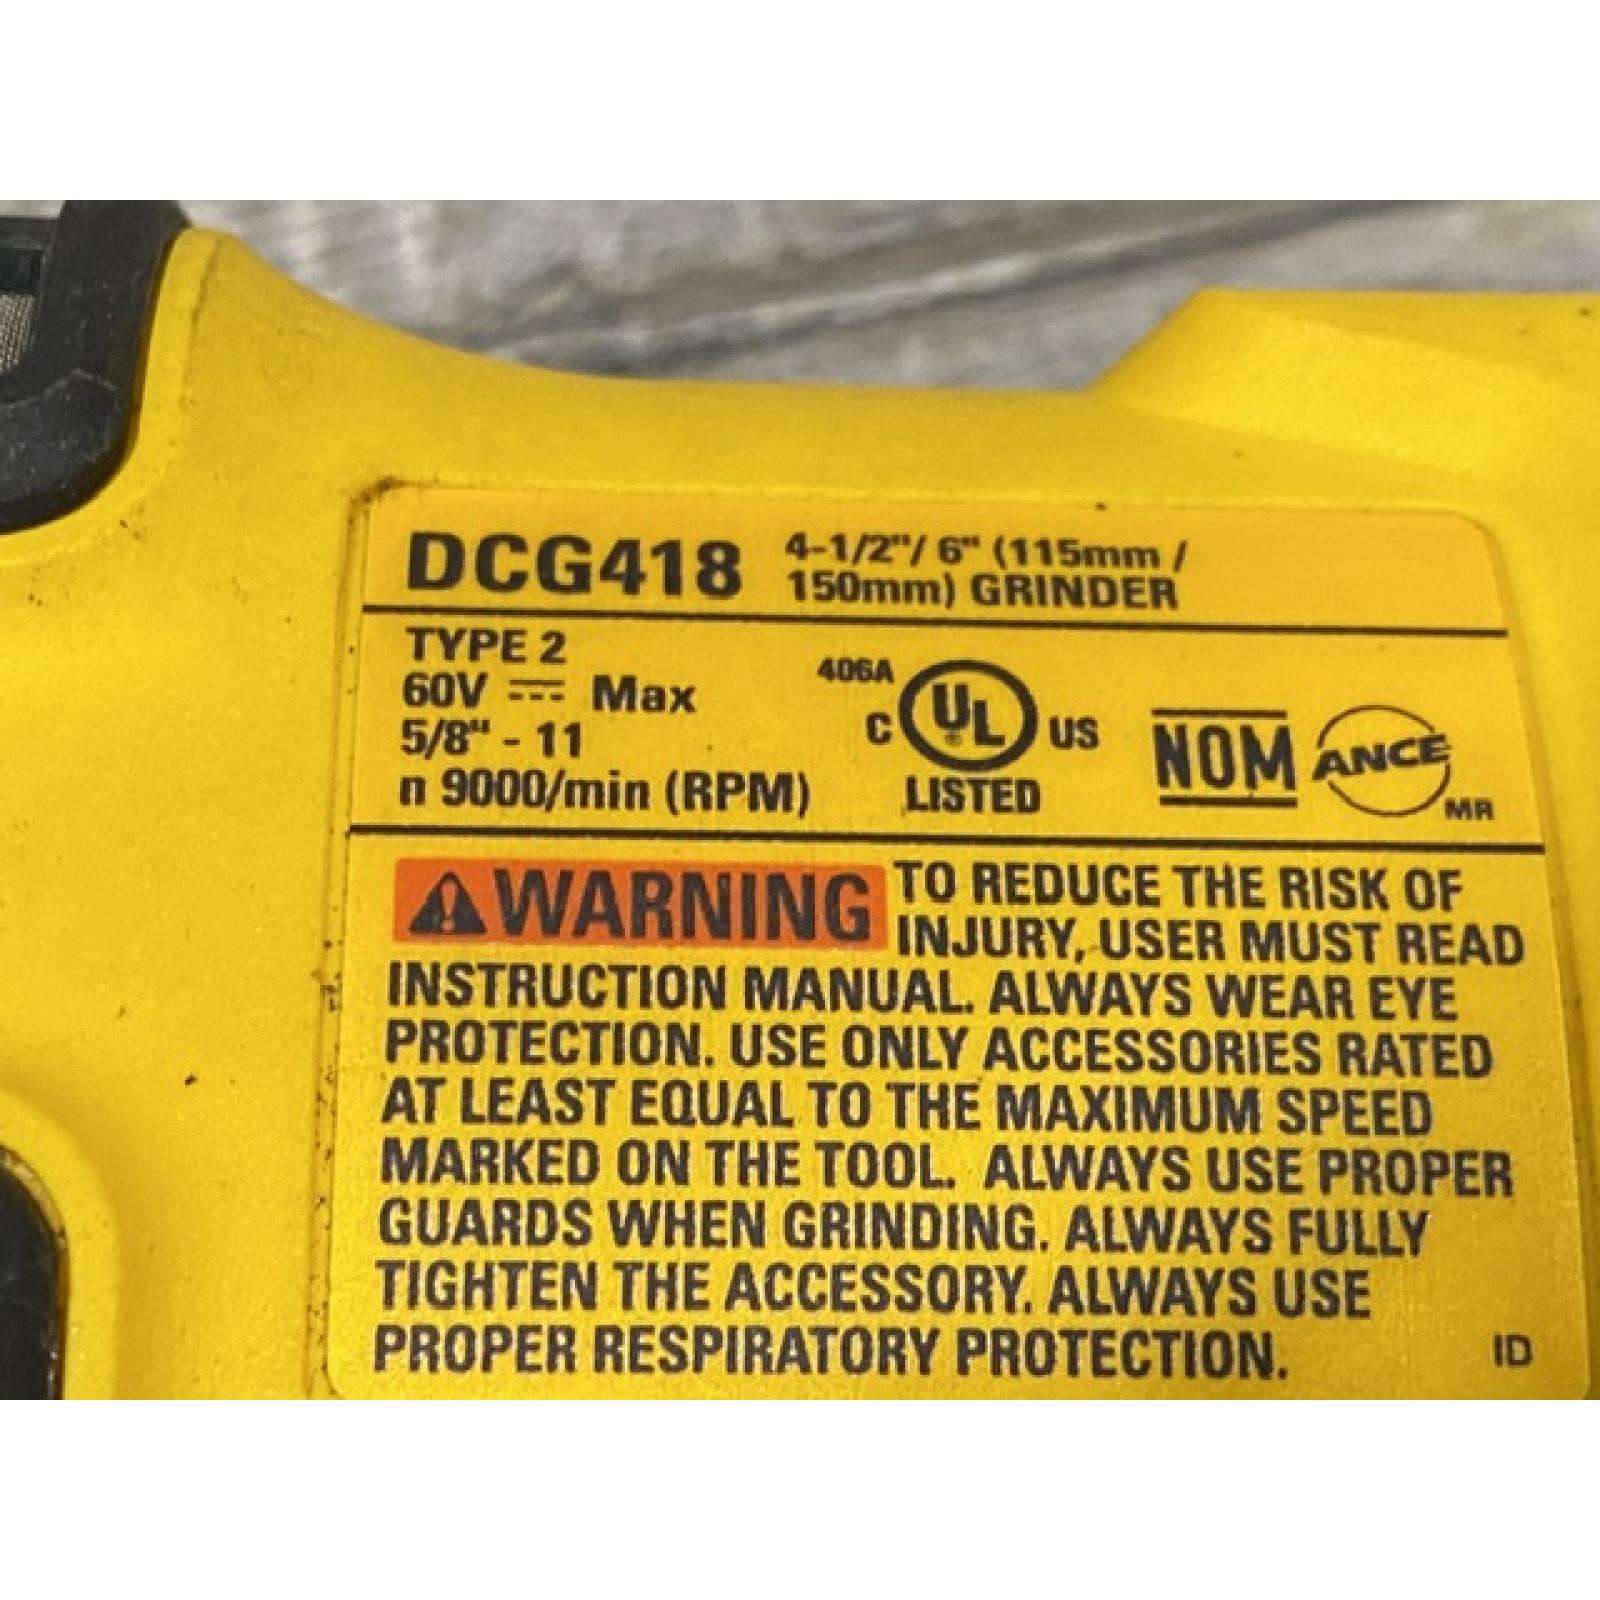 DCG418 4-1/2"/ 6" (115mm /
150mm) GRINDER
TYPE 2
60V Max
5/8" - 11
n 9000/min (RPM)
406A
C UL ® US
LISTED
NOM ANCE
MR
WARNING TO REDUCE THE RISK OF
INJURY, USER MUST READ
INSTRUCTION MANUAL. ALWAYS WEAR EYE
PROTECTION. USE ONLY ACCESSORIES RATED
AT LEAST EQUAL TO THE MAXIMUM SPEED
MARKED ON THE TOOL. ALWAYS USE PROPER
GUARDS WHEN GRINDING. ALWAYS FULLY
TIGHTEN THE ACCESSORY. ALWAYS USE
PROPER RESPIRATORY PROTECTION.
ID